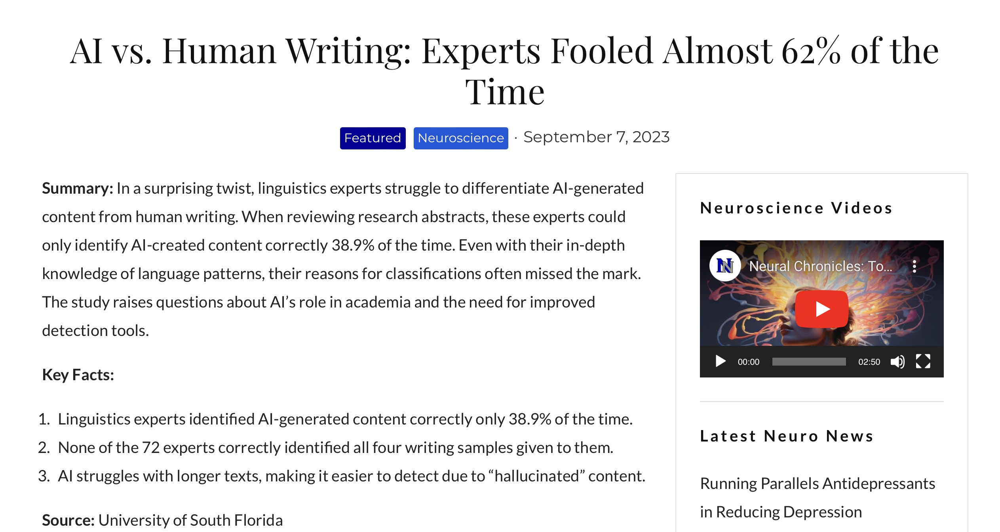 AI vs. Human Writing: Experts Fooled Almost 62% of the
Time
Featured Neuroscience · September 7, 2023
Summary: In a surprising twist, linguistics experts struggle to differentiate AI-generated
content from human writing. When reviewing research abstracts, these experts could
only identify AI-created content correctly 38.9% of the time. Even with their in-depth
knowledge of language patterns, their reasons for classifications often missed the mark.
The study raises questions about AI’s role in academia and the need for improved
detection tools.
Key Facts:
1. Linguistics experts identified AI-generated content correctly only 38.9% of the time.
2. None of the 72 experts correctly identified all four writing samples given to them.
3. AI struggles with longer texts, making it easier to detect due to “hallucinated” content.
Source: University of South Florida
Neuroscience Videos
N N
Neural Chronicles: To...
00:00 02:50
Latest Neuro News
Running Parallels Antidepressants
in Reducing Depression